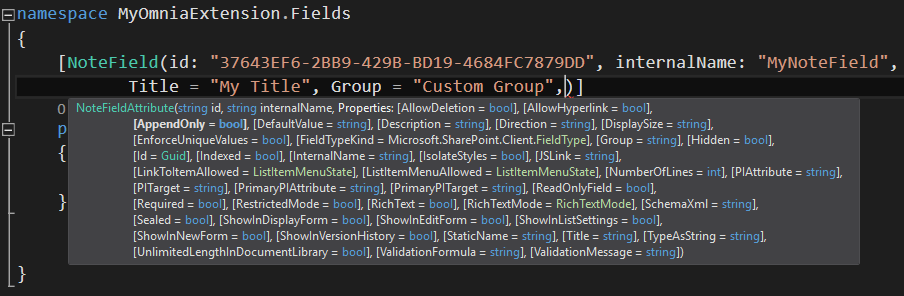 namespace MyOmniaExtension.Fields
{
[NoteField(id: "37643EF6-2BB9-429B-BD19-4684FC7879DD", internalName: "MyNoteField",
Title = "My Title", Group = "Custom Group",)]
NoteFieldAttribute(string id, string internalName, Properties: [AllowDeletion = bool], [AllowHyperlink = bool],
[AppendOnly = bool], [DefaultValue = string], [Description = string], [Direction = string], [DisplaySize = string],
[EnforceUniqueValues = bool], [FieldTypeKind = Microsoft.SharePoint.Client.FieldType], [Group = string], [Hidden = bool],
[Id = Guid], [Indexed = bool], [InternalName = string], [IsolateStyles = bool], [JSLink = string],
{ [LinkToItemAllowed = ListItemMenuState], [ListItemMenuAllowed = ListItemMenuState], [NumberOfLines = int], [PIAttribute = string],
[PITarget = string], [PrimaryPIAttribute = string], [PrimaryPITarget = string], [ReadOnlyField = bool],
} [Required = bool], [RestrictedMode = bool], [RichText = bool], [RichTextMode = RichTextMode], [SchemaXml = string],
[Sealed = bool], [ShowInDisplayForm = bool], [ShowInEditForm = bool], [ShowInListSettings = bool],
[ShowInNewForm = bool], [ShowInVersionHistory = bool], [StaticName = string], [Title = string], [TypeAsString = string],
[UnlimitedLengthInDocumentLibrary = bool], [ValidationFormula = string], [ValidationMessage = string])
}